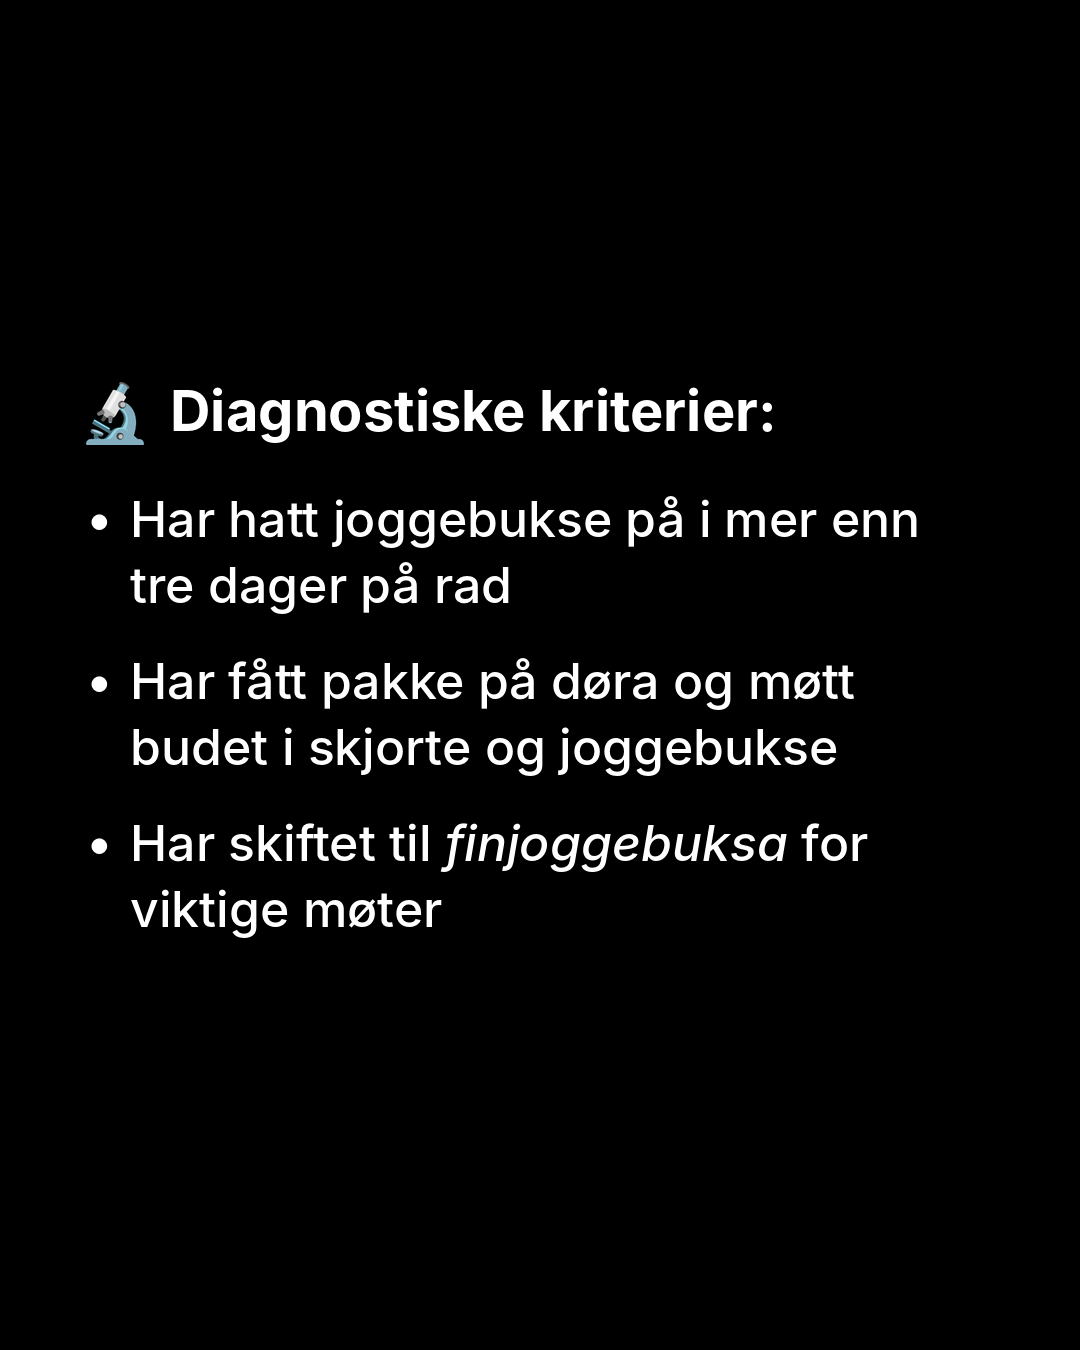 🔬 Diagnostiske kriterier:
• Har hatt joggebukse på i mer enn
tre dager på rad
• Har fått pakke på døra og møtt
budet i skjorte og joggebukse
• Har skiftet til finjoggebuksa for
viktige møter